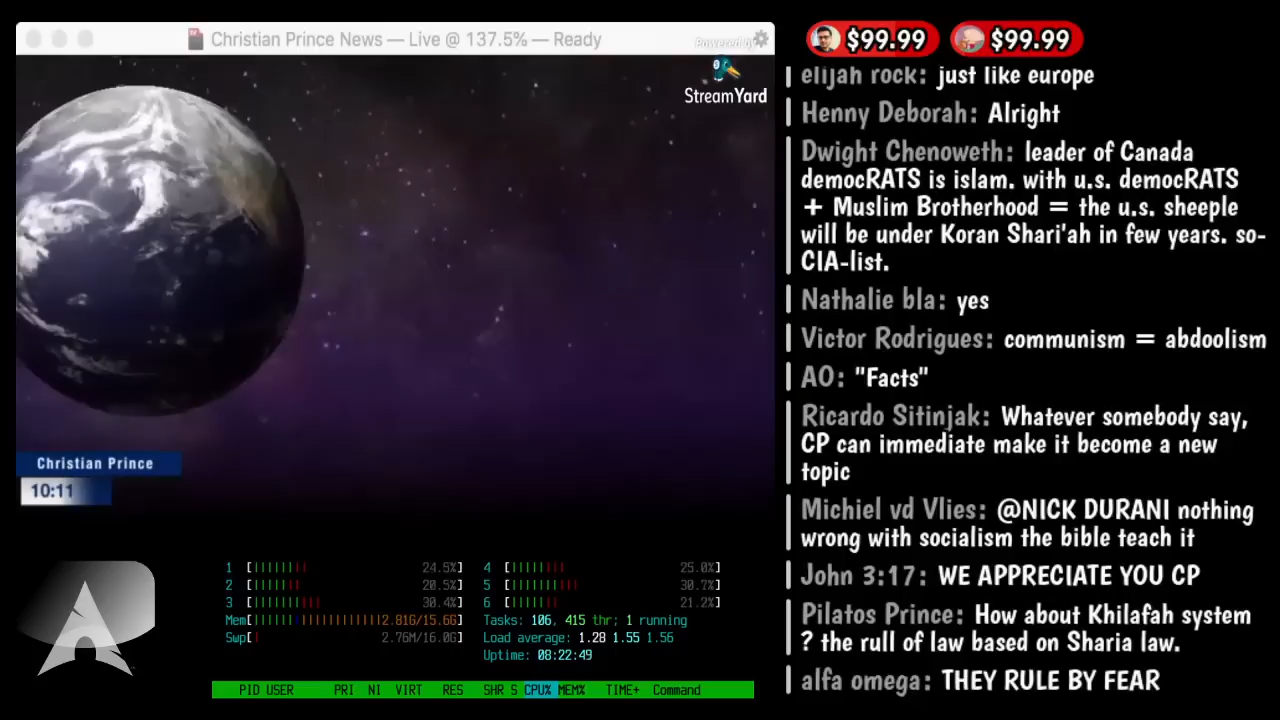 Christian Prince News — Live @ 137.5% — Ready
Powered by
StreamYard
Christian Prince
10:11
1 [|||||||| 24.5%]
2 [||||||| 20.5%]
3 [|||||||||| 30.4%]
Mem[||||||||||||||||||||2.81G/15.6G]
Swp[| 2.76M/16.0G]
4 [||||||||| 25.0%]
5 [||||||||||| 30.7%]
6 [|||||||| 21.2%]
Tasks: 106, 415 thr; 1 running
Load average: 1.28 1.55 1.56
Uptime: 08:22:49
PID USER PRI NI VIRT RES SHR S CPU% MEM% TIME+ Command
$99.99 $99.99
elijah rock: just like europe
Henny Deborah: Alright
Dwight Chenoweth: leader of Canada
democRATS is islam. with u.s. democRATS
+ Muslim Brotherhood = the u.s. sheeple
will be under Koran Shari'ah in few years. so-
CIA-list.
Nathalie bla: yes
Victor Rodrigues: communism = abdoolism
AO: "Facts"
Ricardo Sitinjak: Whatever somebody say,
CP can immediate make it become a new
topic
Michiel vd Vlies: @NICK DURANI nothing
wrong with socialism the bible teach it
John 3:17: WE APPRECIATE YOU CP
Pilatos Prince: How about Khilafah system
? the rull of law based on Sharia law.
alfa omega: THEY RULE BY FEAR